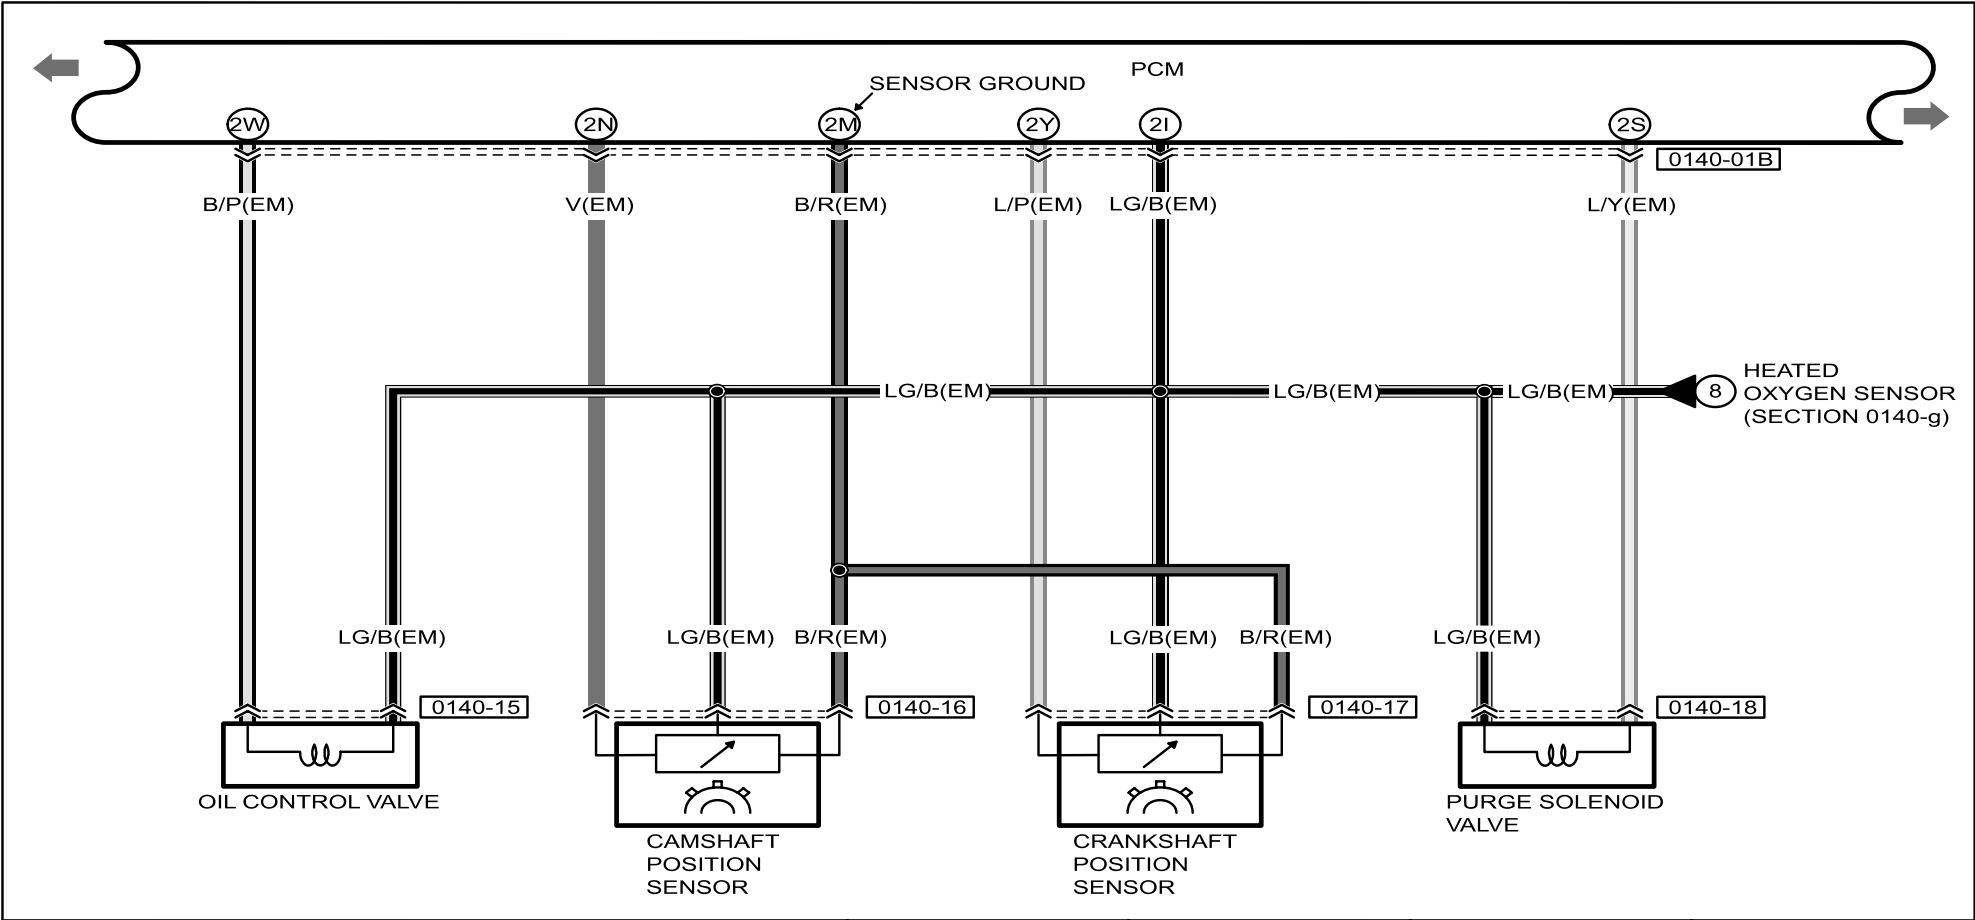 PCM
SENSOR GROUND
2W 2N 2M 2Y 2I 2S
0140-01B
B/P(EM) V(EM) B/R(EM) L/P(EM) LG/B(EM) L/Y(EM)
LG/B(EM) LG/B(EM) LG/B(EM) 8
HEATED
OXYGEN SENSOR
(SECTION 0140-g)
LG/B(EM) LG/B(EM) B/R(EM) LG/B(EM) B/R(EM) LG/B(EM)
0140-15 0140-16 0140-17 0140-18
OIL CONTROL VALVE
CAMSHAFT
POSITION
SENSOR
CRANKSHAFT
POSITION
SENSOR
PURGE SOLENOID
VALVE